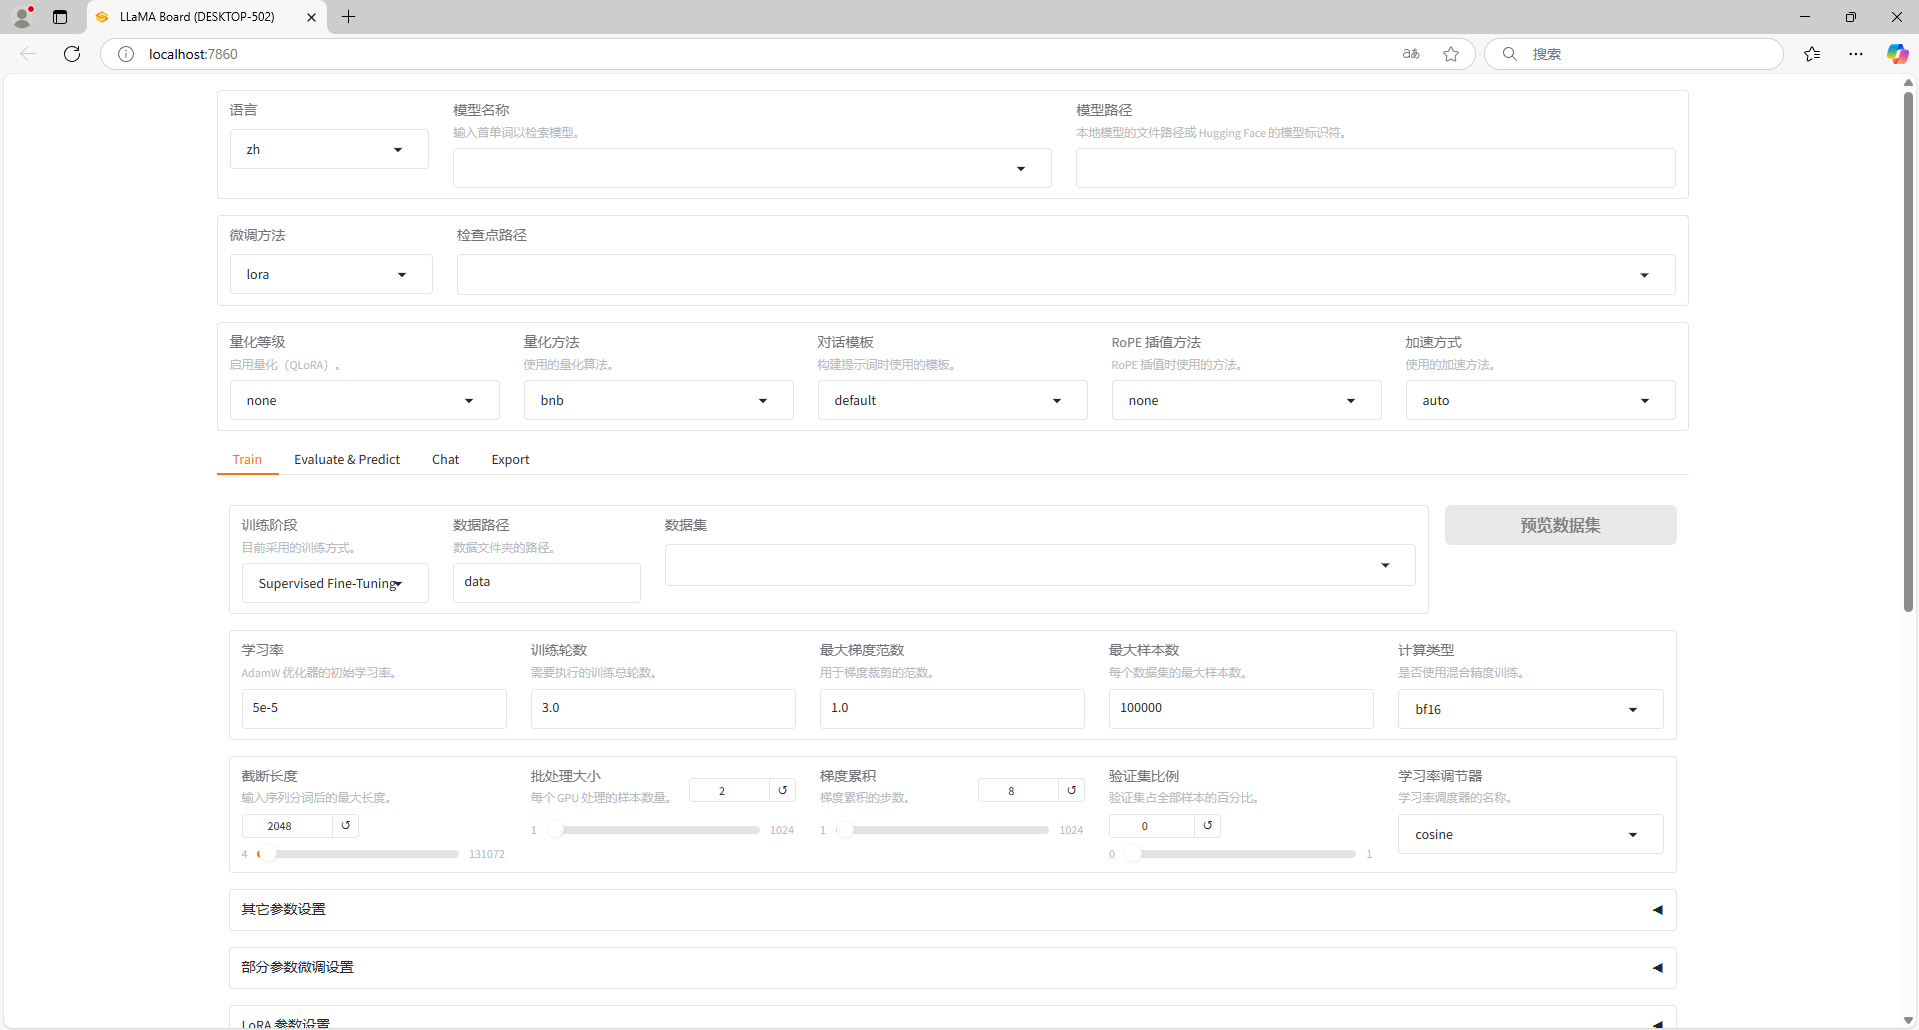 LLaMA Board (DESKTOP-502)
localhost:7860
搜索
语言
模型名称
模型路径
输入首单词以检索模型。
本地模型的文件路径或 Hugging Face 的模型标识符。
zh
微调方法
检查点路径
lora
量化等级
量化方法
对话模板
RoPE 插值方法
加速方式
启用量化（QLoRA）。
使用的量化算法。
构建提示词时使用的模板。
RoPE 插值时使用的方法。
使用的加速方法。
none
bnb
default
none
auto
Train
Evaluate & Predict
Chat
Export
训练阶段
数据路径
数据集
预览数据集
目前采用的训练方式。
数据文件夹的路径。
Supervised Fine-Tuning
data
学习率
训练轮数
最大梯度范数
最大样本数
计算类型
AdamW 优化器的初始学习率。
需要执行的训练总轮数。
用于梯度裁剪的范数。
每个数据集的最大样本数。
是否使用混合精度训练。
5e-5
3.0
1.0
100000
bf16
截断长度
批处理大小
梯度累积
验证集比例
学习率调节器
输入序列分词后的最大长度。
每个 GPU 处理的样本数量。
2
梯度累积的步数。
8
验证集占全部样本的百分比。
学习率调度器的名称。
2048
1
1024
1
1024
0
cosine
4
131072
0
1
其它参数设置
部分参数微调设置
LoRA 参数设置